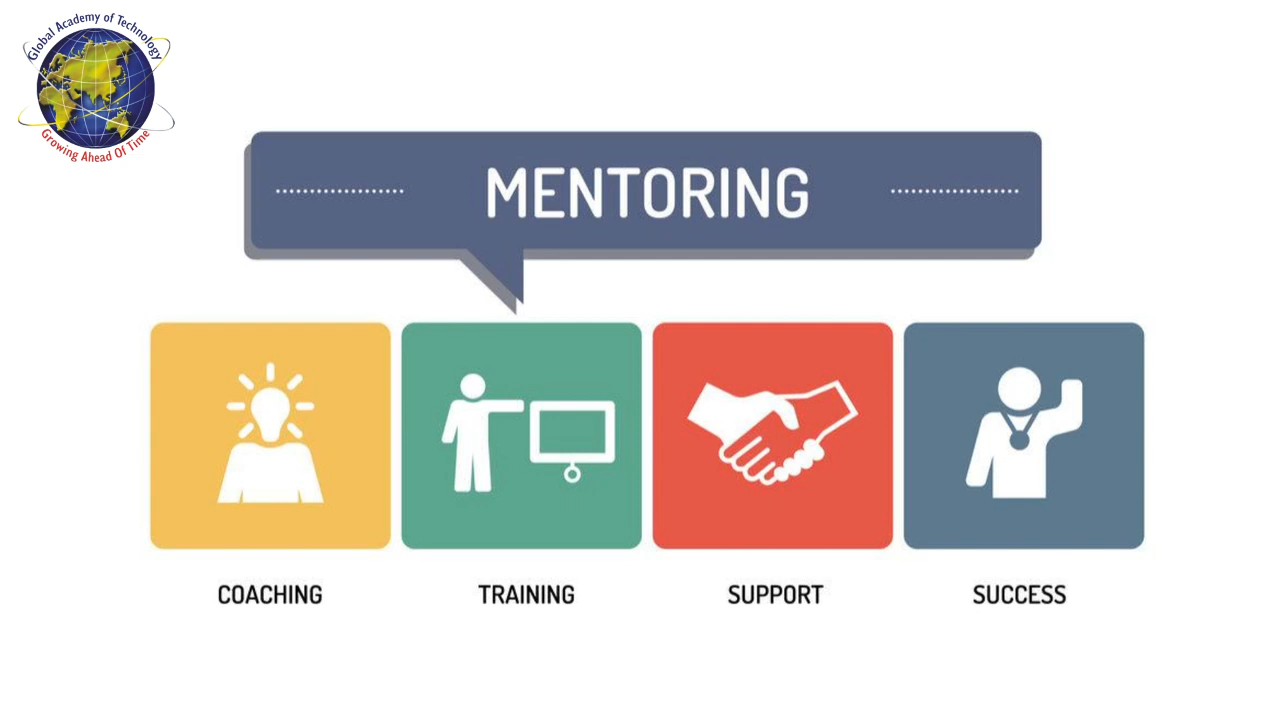 Global Academy of Technology
Growing Ahead Of Time
MENTORING
COACHING
TRAINING
SUPPORT
SUCCESS